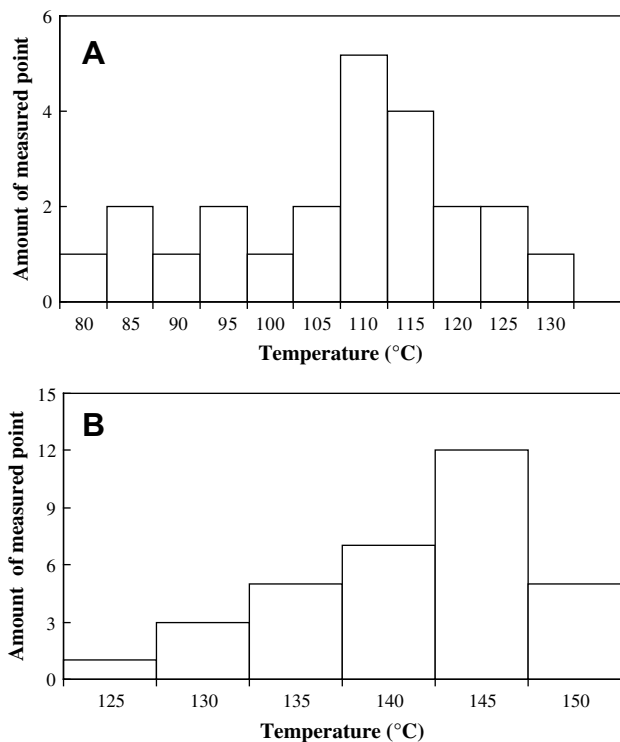 A
6
4
2
0
Amount of measured point
80 85 90 95 100 105 110 115 120 125 130
Temperature (°C)
B
15
12
9
6
3
0
Amount of measured point
125 130 135 140 145 150
Temperature (°C)